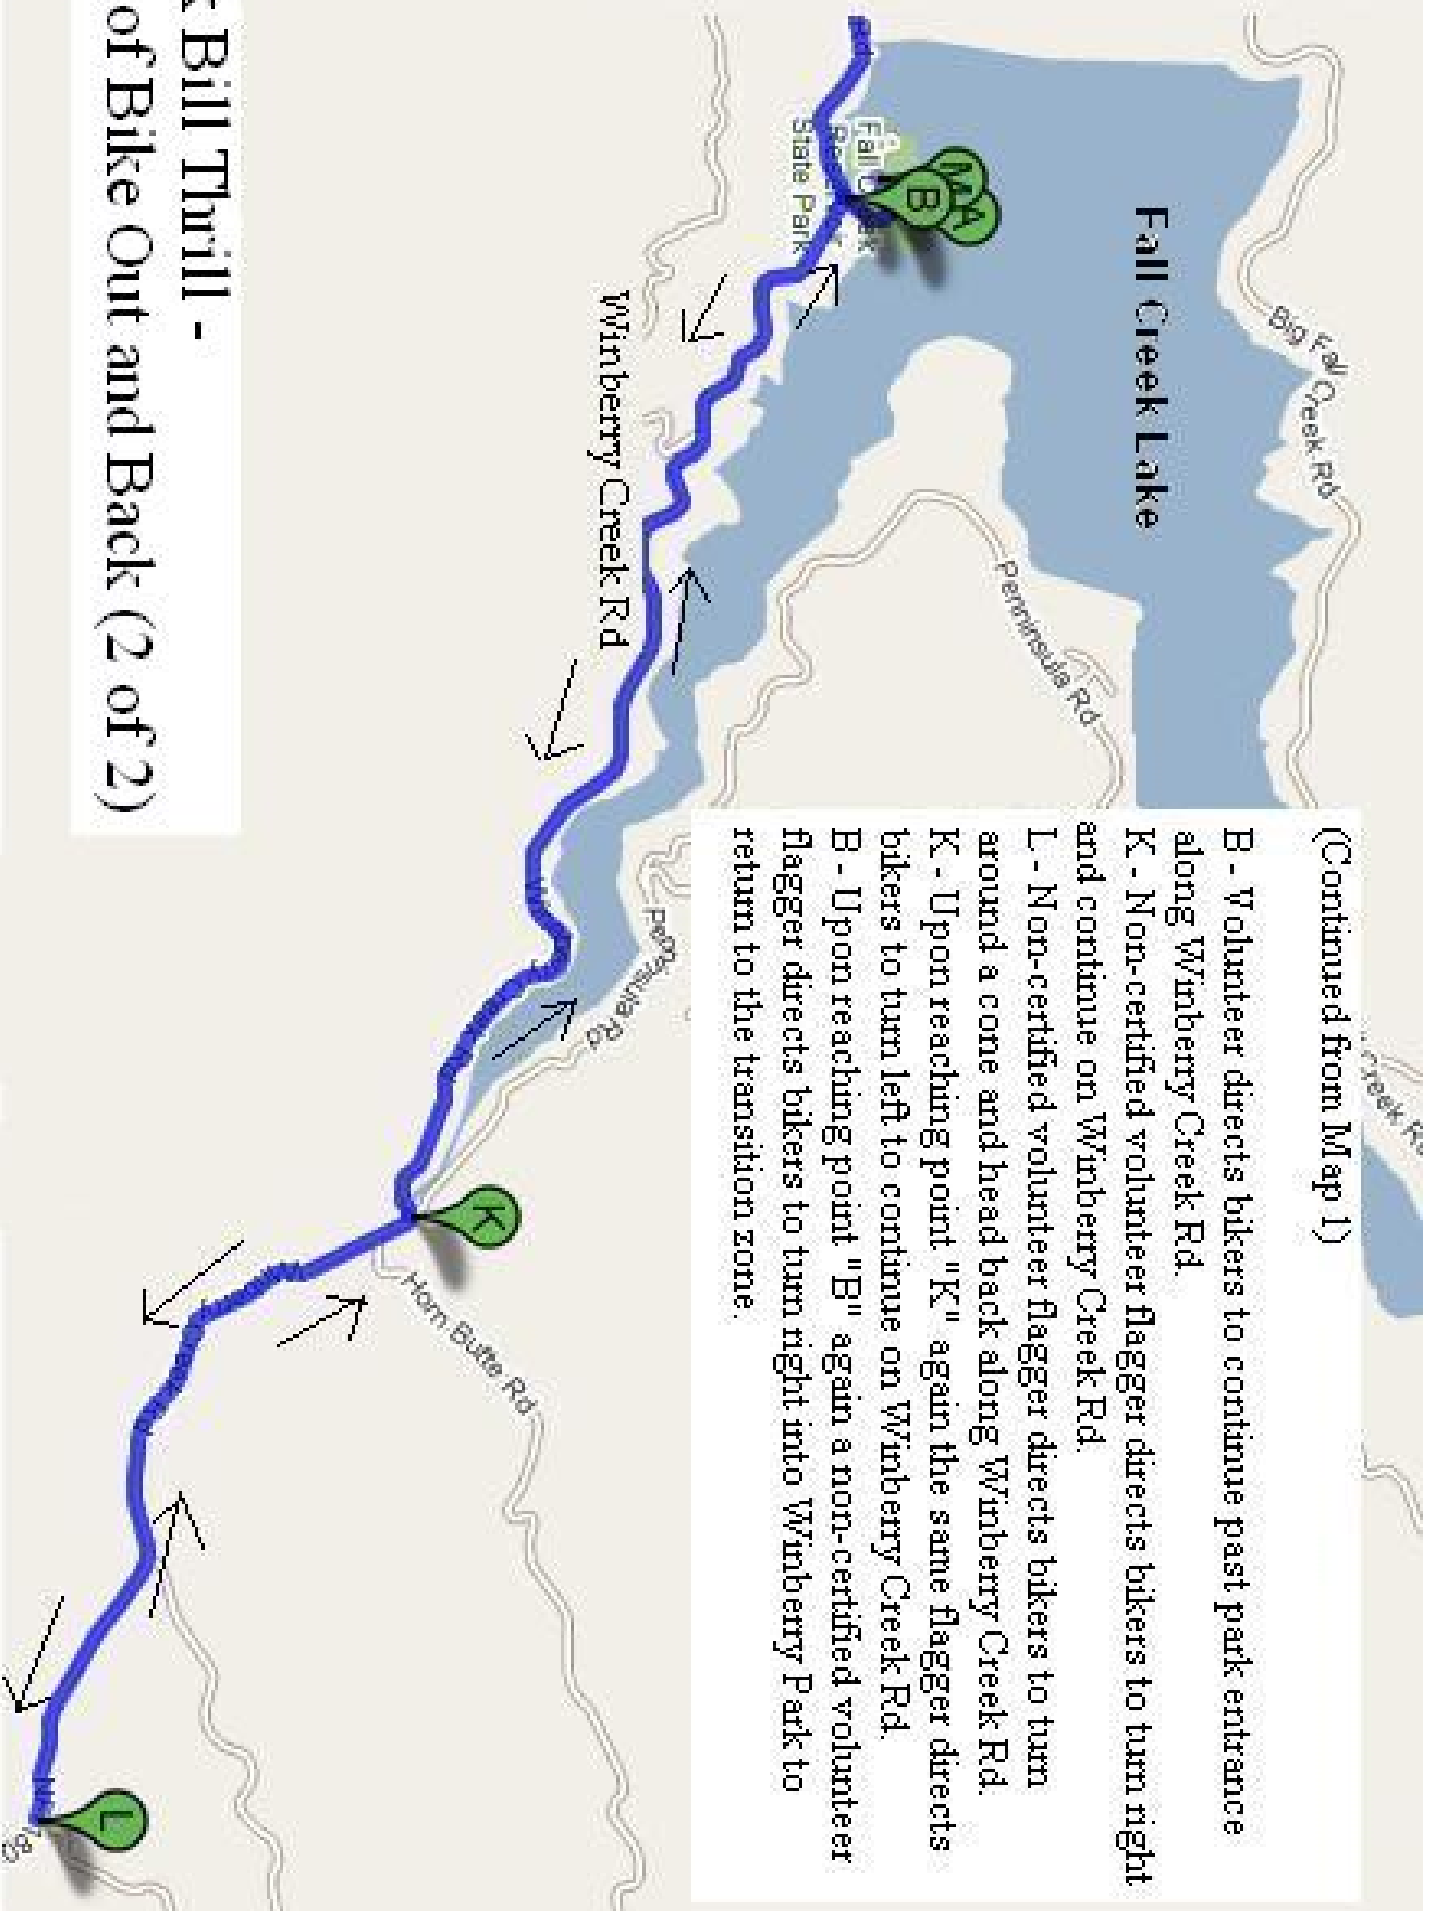 (Continued from Map 1)
B - Volunteer directs bikers to continue past park entrance
along Winberry Creek Rd.
K - Non-certified volunteer flagger directs bikers to turn right
and continue on Winberry Creek Rd.
L - Non-certified volunteer flagger directs bikers to turn
around a cone and head back along Winberry Creek Rd.
K - Upon reaching point "K" again the same flagger directs
bikers to turn left to continue on Winberry Creek Rd.
B - Upon reaching point "B" again a non-certified volunteer
flagger directs bikers to turn right into Winberry Park to
return to the transition zone.
Big Fall Creek Rd
Creek Rd
Fall Creek Lake
Penninsula Rd
M
A
B
Fall Creek
State Park
Peninsula Rd
Winberry Creek Rd
K
Horn Butte Rd
L
Bill Thrill -
of Bike Out and Back (2 of 2)